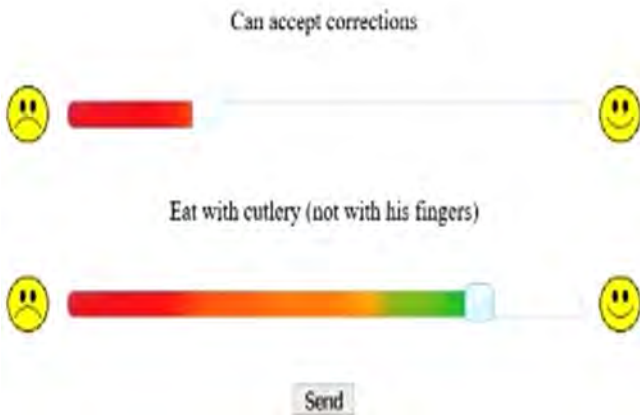 Can accept corrections
Eat with cutlery (not with his fingers)
Send